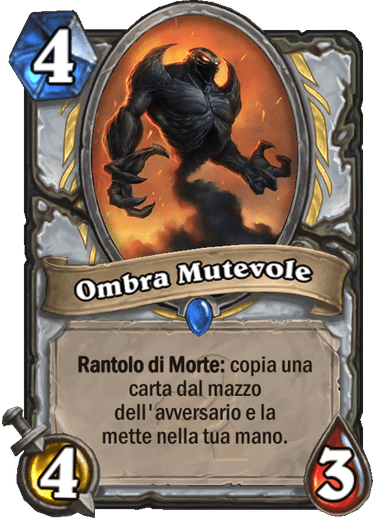 4
Ombra Mutevole
Rantolo di Morte: copia una
carta dal mazzo
dell'avversario e la
mette nella tua mano.
4
3